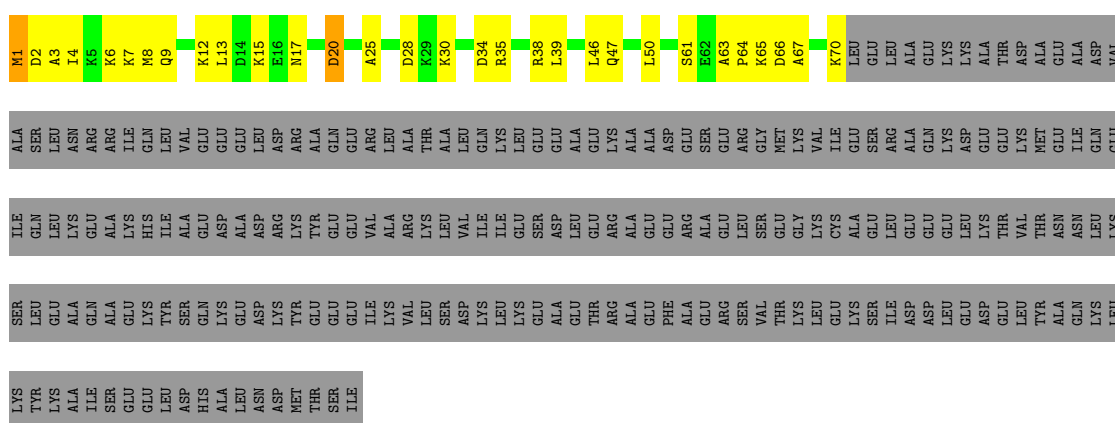 M1 D2 A3 I4 K5 K6 K7 M8 Q9 K12 L13 D14 K15 E16 N17 D20 A25 D28 K29 K30 D34 R35 R38 L39 L46 Q47 L50 S61 E62 A63 P64 K65 D66 A67 K70 LEU GLU LEU ALA GLU LYS LYS ALA THR ASP ALA GLU ALA ASP VAL
ALA SER LEU ASN ARG ARG ILE GLN LEU VAL GLU GLU GLU LEU ASP ARG ALA GLN GLU ARG LEU ALA THR ALA LEU GLN LYS LEU GLU GLU ALA GLU LYS ALA ALA ASP GLU SER GLU ARG GLY MET LYS VAL ILE GLU SER ARG ALA GLN LYS ASP GLU GLU LYS MET GLU ILE GLN GLU
ILE GLN LEU LYS GLU ALA LYS HIS ILE ALA GLU ASP ALA ASP ARG LYS TYR GLU GLU VAL ALA ARG LYS LEU VAL ILE ILE GLU SER ASP LEU GLU ARG ALA GLU GLU ARG ALA GLU LEU SER GLU GLY LYS CYS ALA GLU LEU GLU GLU GLU LEU LYS THR VAL THR ASN ASN LEU LYS
SER LEU GLU ALA GLN ALA GLU LYS TYR SER GLN LYS GLU ASP LYS TYR GLU GLU GLU ILE LYS VAL LEU SER ASP LYS LEU LYS GLU ALA GLU THR ARG ALA GLU PHE ALA GLU ARG SER VAL THR LYS LEU GLU LYS SER ILE ASP ASP LEU GLU ASP GLU LEU TYR ALA GLN LYS LEU
LYS TYR LYS ALA ILE SER GLU GLU LEU ASP HIS ALA LEU ASN ASP MET THR SER ILE